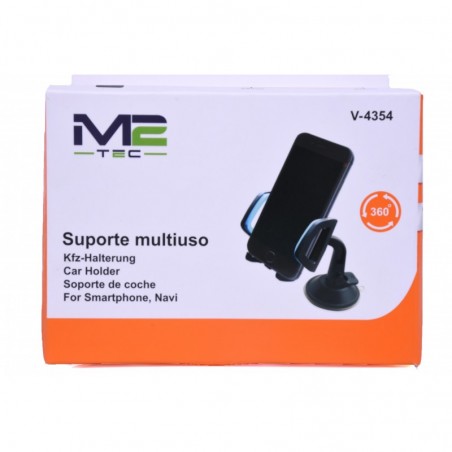 M2
TEC
V-4354
360°
Suporte multiuso
Kfz-Halterung
Car Holder
Soporte de coche
For Smartphone, Navi